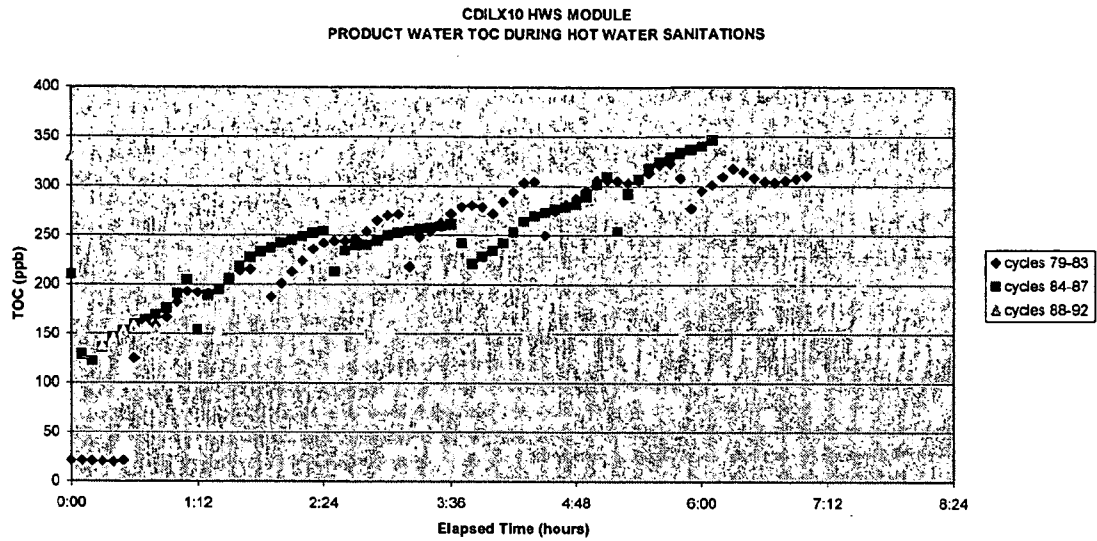 CDILX10 HWS MODULE
PRODUCT WATER TOC DURING HOT WATER SANITATIONS
400
350
300
250
200
150
100
50
0
TOC (ppb)
0:00 1:12 2:24 3:36 4:48 6:00 7:12 8:24
Elapsed Time (hours)
cycles 79-83
cycles 84-87
cycles 88-92